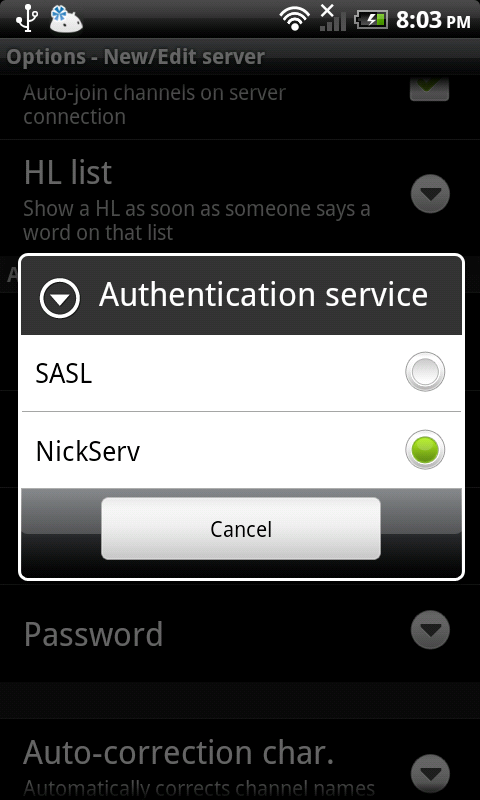 8:03 PM
Options - New/Edit server
Auto-join channels on server
connection
HL list
Show a HL as soon as someone says a
word on that list
A
Authentication service
SASL
NickServ
Cancel
Password
Auto-correction char.
Automatically corrects channel names